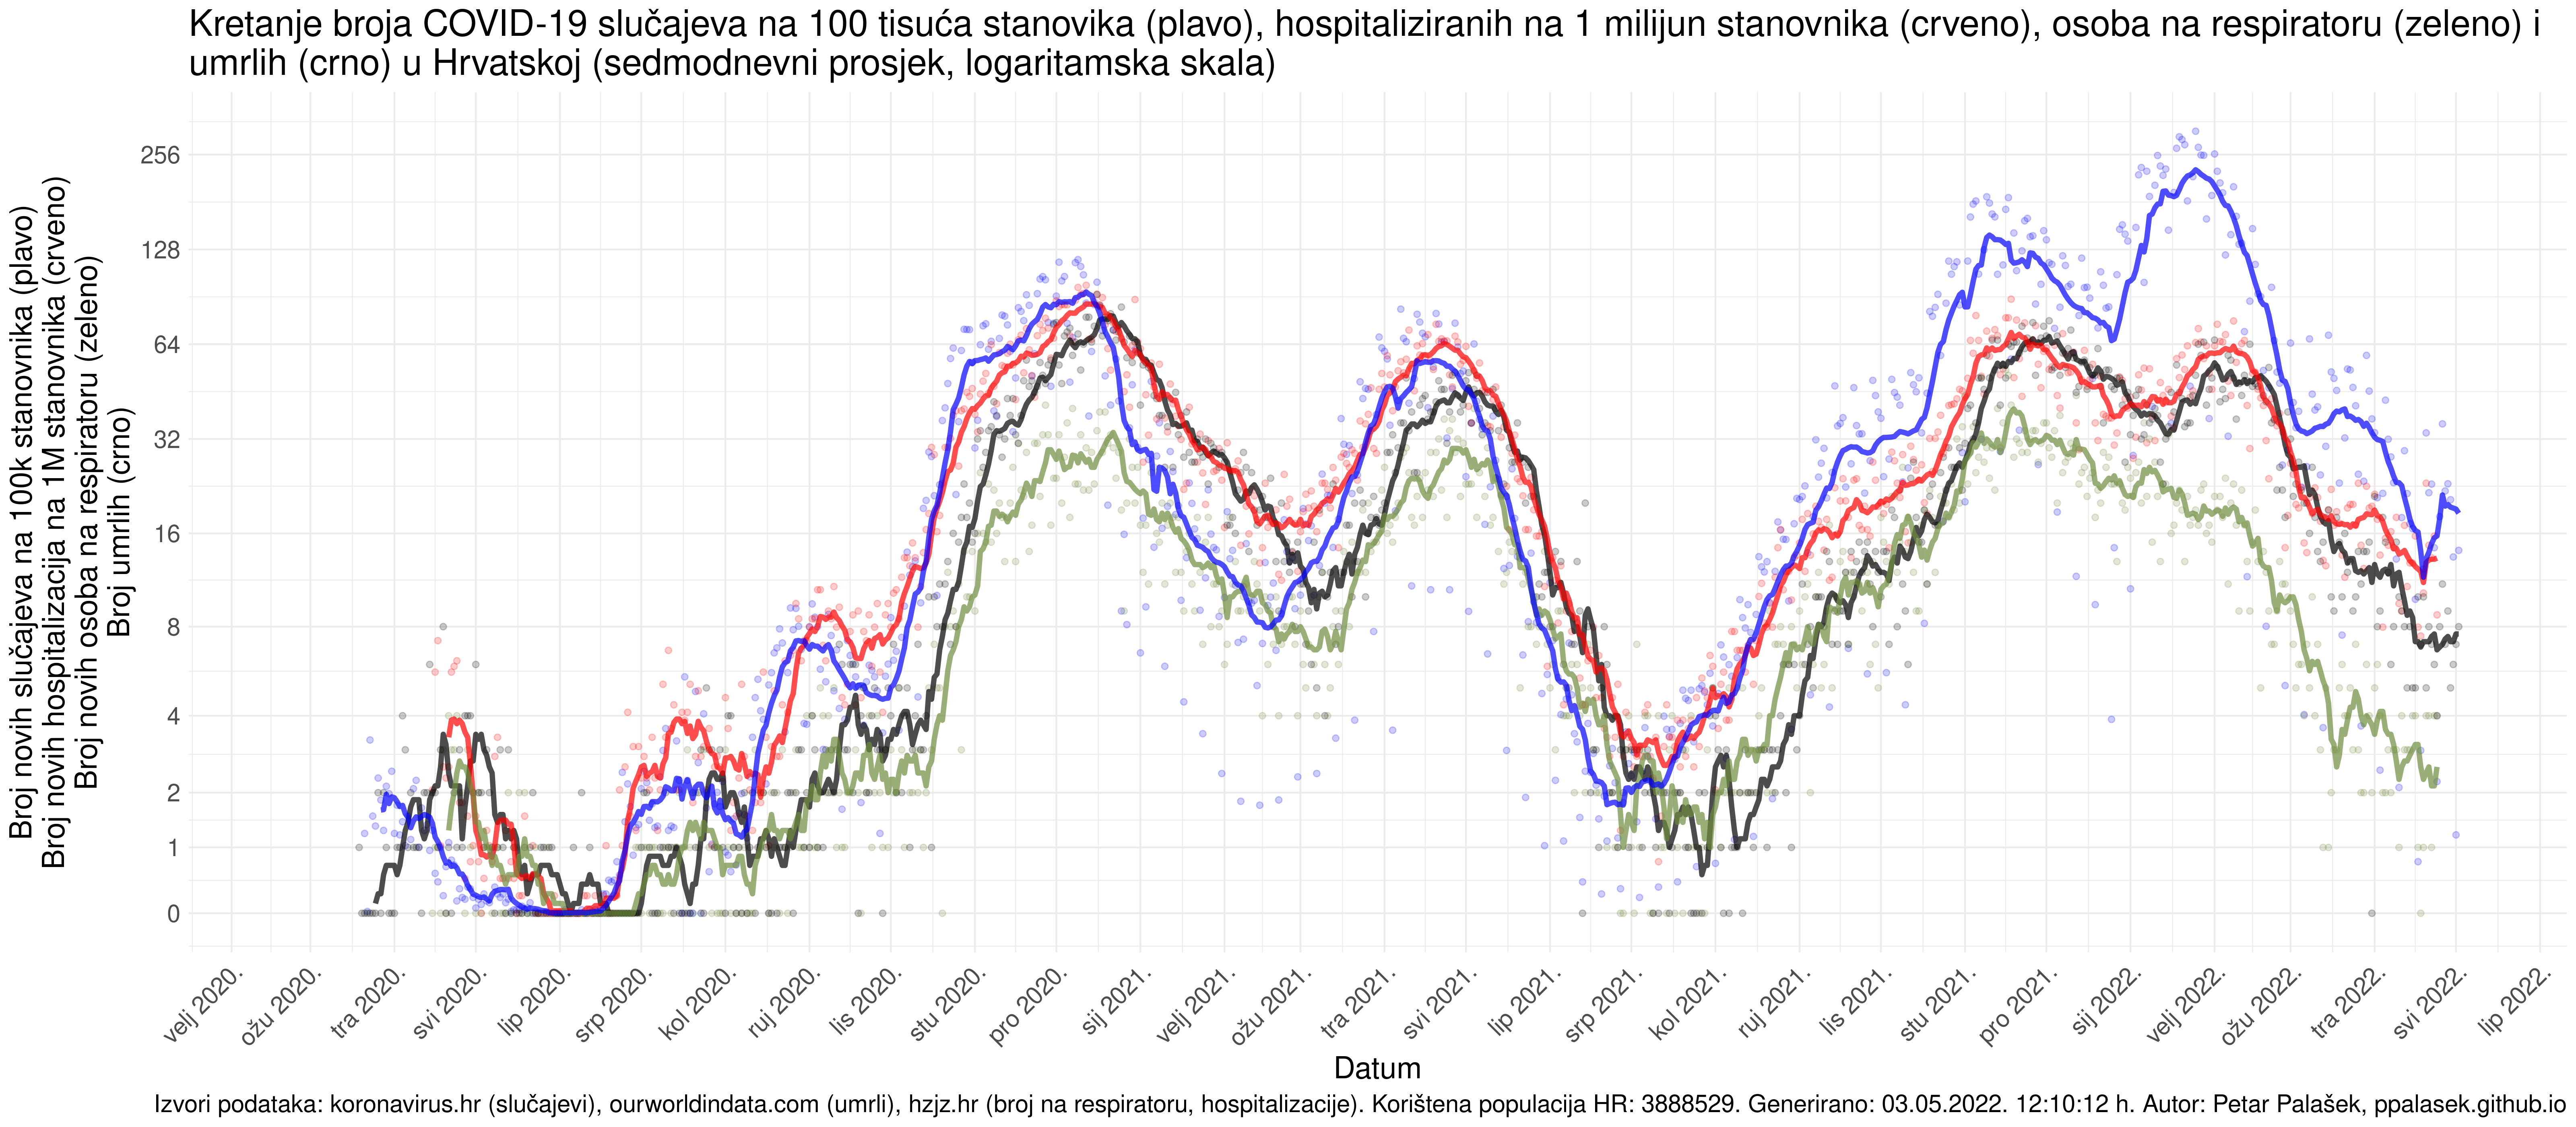 Kretanje broja COVID-19 slučajeva na 100 tisuća stanovika (plavo), hospitaliziranih na 1 milijun stanovnika (crveno), osoba na respiratoru (zeleno) i
umrlih (crno) u Hrvatskoj (sedmodnevni prosjek, logaritamska skala)
Broj novih slučajeva na 100k stanovnika (plavo)
Broj novih hospitalizacija na 1M stanovnika (crveno)
Broj novih osoba na respiratoru (zeleno)
Broj umrlih (crno)
256
128
64
32
16
8
4
2
1
0
velj 2020.
ožu 2020.
tra 2020.
svi 2020.
lip 2020.
srp 2020.
kol 2020.
ruj 2020.
lis 2020.
stu 2020.
pro 2020.
sij 2021.
velj 2021.
ožu 2021.
tra 2021.
svi 2021.
lip 2021.
srp 2021.
kol 2021.
ruj 2021.
lis 2021.
stu 2021.
pro 2021.
sij 2022.
velj 2022.
ožu 2022.
tra 2022.
svi 2022.
lip 2022.
Datum
Izvori podataka: koronavirus.hr (slučajevi), ourworldindata.com (umrli), hzjz.hr (broj na respiratoru, hospitalizacije). Korištena populacija HR: 3888529. Generirano: 03.05.2022. 12:10:12 h. Autor: Petar Palašek, ppalasek.github.io